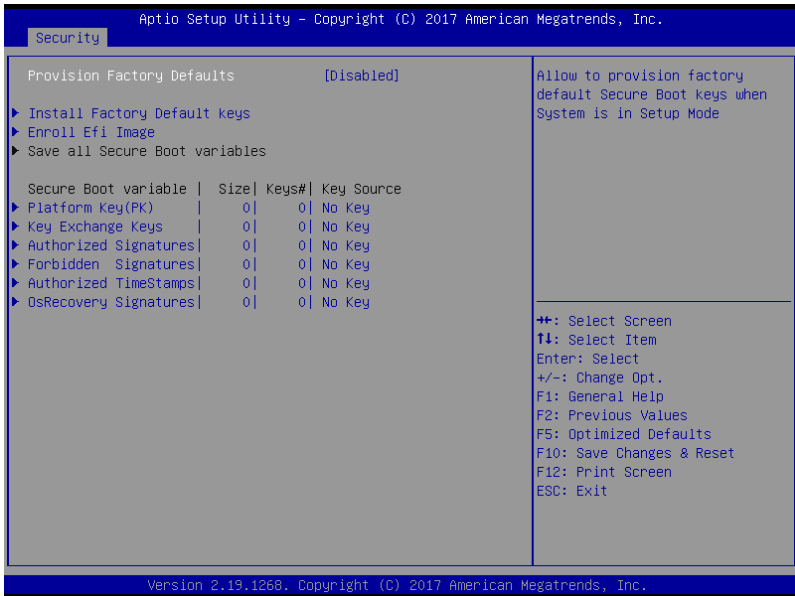 Aptio Setup Utility – Copyright (C) 2017 American Megatrends, Inc.
Security
Provision Factory Defaults [Disabled]
▶ Install Factory Default keys
▶ Enroll Efi Image
▶ Save all Secure Boot variables
Secure Boot variable | Size| Keys#| Key Source
▶ Platform Key(PK) | 0| 0| No Key
▶ Key Exchange Keys | 0| 0| No Key
▶ Authorized Signatures| 0| 0| No Key
▶ Forbidden Signatures| 0| 0| No Key
▶ Authorized TimeStamps| 0| 0| No Key
▶ OsRecovery Signatures| 0| 0| No Key
Allow to provision factory
default Secure Boot keys when
System is in Setup Mode
→←: Select Screen
↑↓: Select Item
Enter: Select
+/-: Change Opt.
F1: General Help
F2: Previous Values
F5: Optimized Defaults
F10: Save Changes & Reset
F12: Print Screen
ESC: Exit
Version 2.19.1268. Copyright (C) 2017 American Megatrends, Inc.